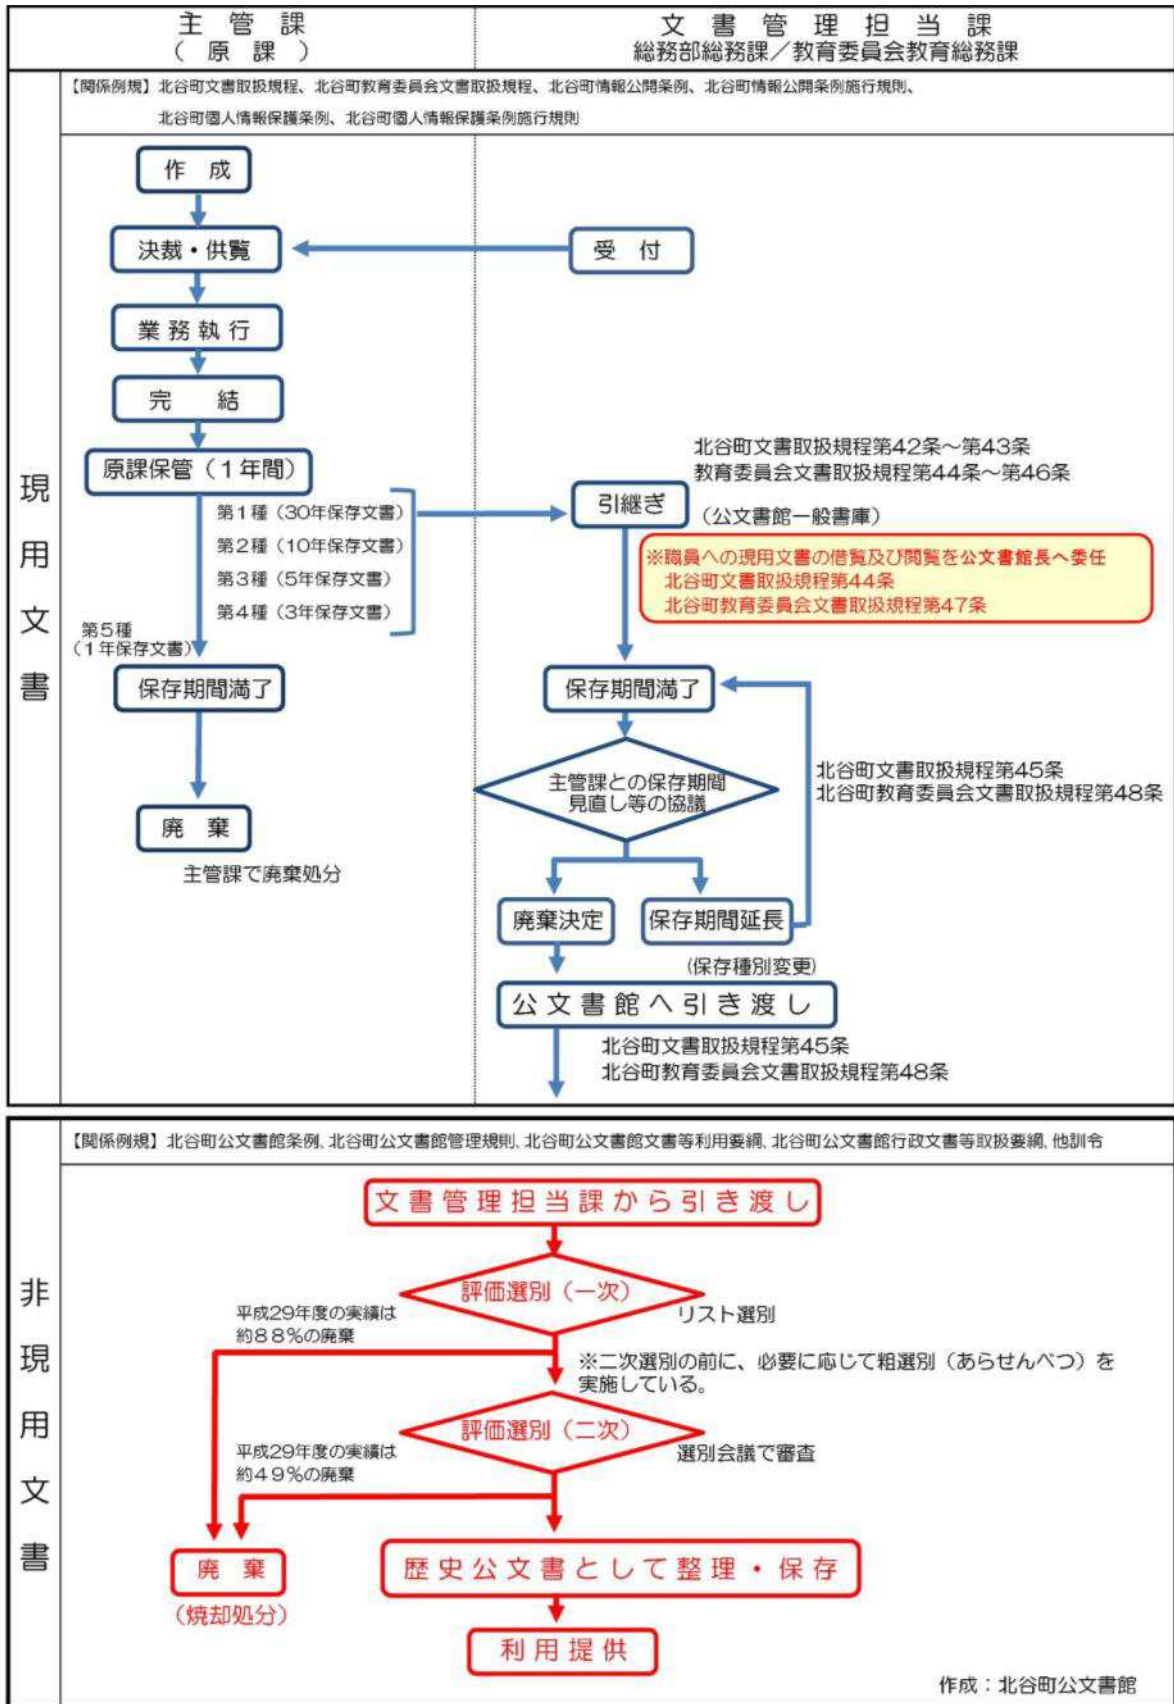 主管課
(原課)
文書管理担当課
総務部総務課/教育委員会教育総務課
現用文書
【関係例規】北谷町文書取扱規程、北谷町教育委員会文書取扱規程、北谷町情報公開条例、北谷町情報公開条例施行規則、
北谷町個人情報保護条例、北谷町個人情報保護条例施行規則
作成
決裁・供覧
受付
業務執行
完結
原課保管(1年間)
第1種(30年保存文書)
第2種(10年保存文書)
第3種(5年保存文書)
第4種(3年保存文書)
第5種
(1年保存文書)
保存期間満了
廃棄
主管課で廃棄処分
北谷町文書取扱規程第42条〜第43条
教育委員会文書取扱規程第44条〜第46条
引継ぎ
(公文書館一般書庫)
※職員への現用文書の借覧及び閲覧を公文書館長へ委任
北谷町文書取扱規程第44条
北谷町教育委員会文書取扱規程第47条
保存期間満了
主管課との保存期間
見直し等の協議
北谷町文書取扱規程第45条
北谷町教育委員会文書取扱規程第48条
廃棄決定
保存期間延長
(保存種別変更)
公文書館へ引き渡し
北谷町文書取扱規程第45条
北谷町教育委員会文書取扱規程第48条
非現用文書
【関係例規】北谷町公文書館条例、北谷町公文書館管理規則、北谷町公文書館文書等利用要綱、北谷町公文書館行政文書等取扱要綱、他訓令
文書管理担当課から引き渡し
評価選別(一次)
リスト選別
平成29年度の実績は
約88%の廃棄
※二次選別の前に、必要に応じて粗選別(あらせんべつ)を
実施している。
評価選別(二次)
選別会議で審査
平成29年度の実績は
約49%の廃棄
廃棄
(焼却処分)
歴史公文書として整理・保存
利用提供
作成:北谷町公文書館